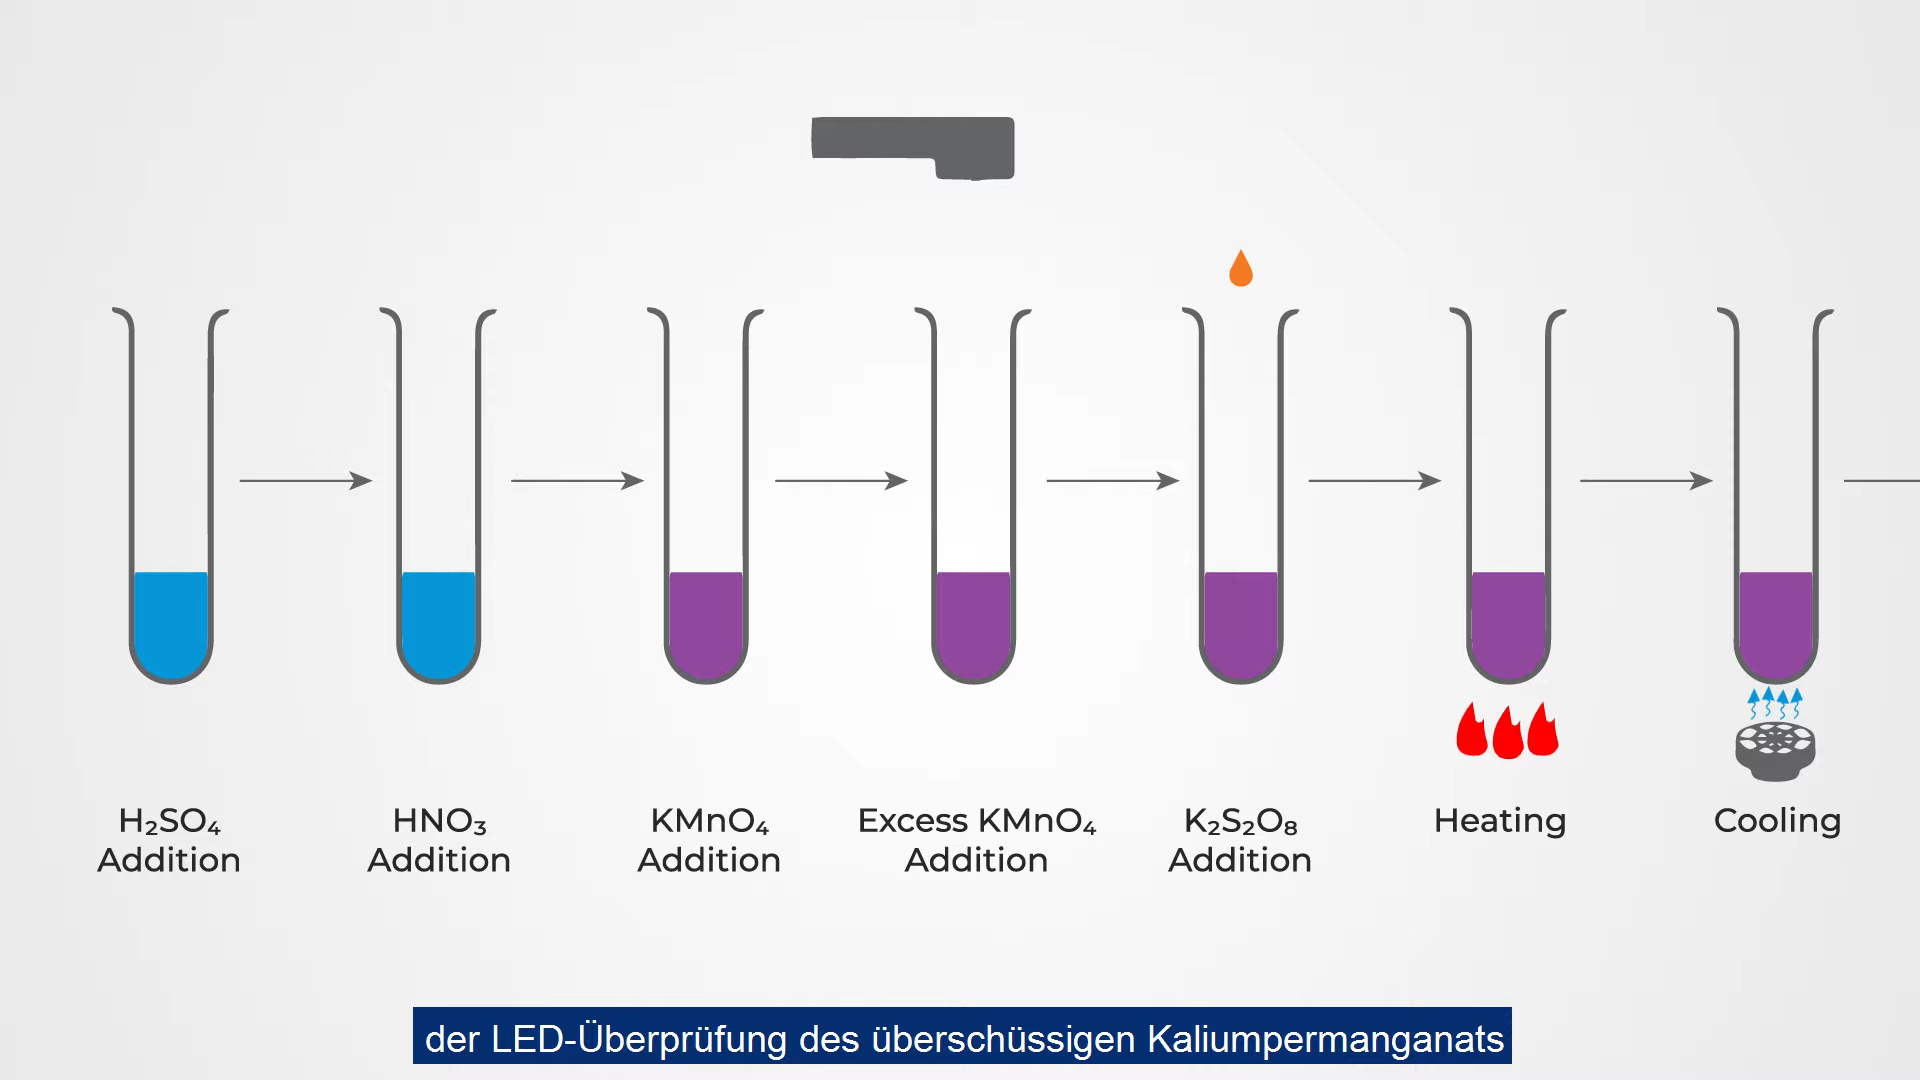 H₂SO₄
Addition
HNO₃
Addition
KMnO₄
Addition
Excess KMnO₄
Addition
K₂S₂O₈
Addition
Heating
Cooling
der LED-Überprüfung des überschüssigen Kaliumpermanganats